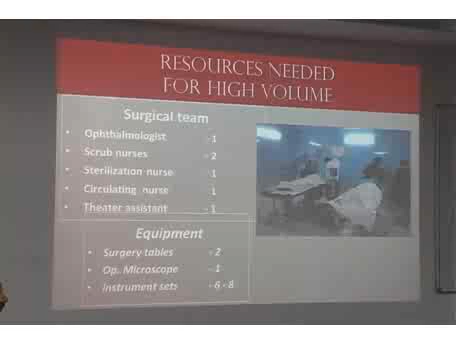 RESOURCES NEEDED
FOR HIGH VOLUME
Surgical team
• Ophthalmologist - 1
• Scrub nurses - 2
• Sterilization nurse 1
• Circulating nurse 1
• Theater assistant - 1
Equipment
• Surgery tables - 2
• Op. Microscope - 1
• Instrument sets - 6 - 8